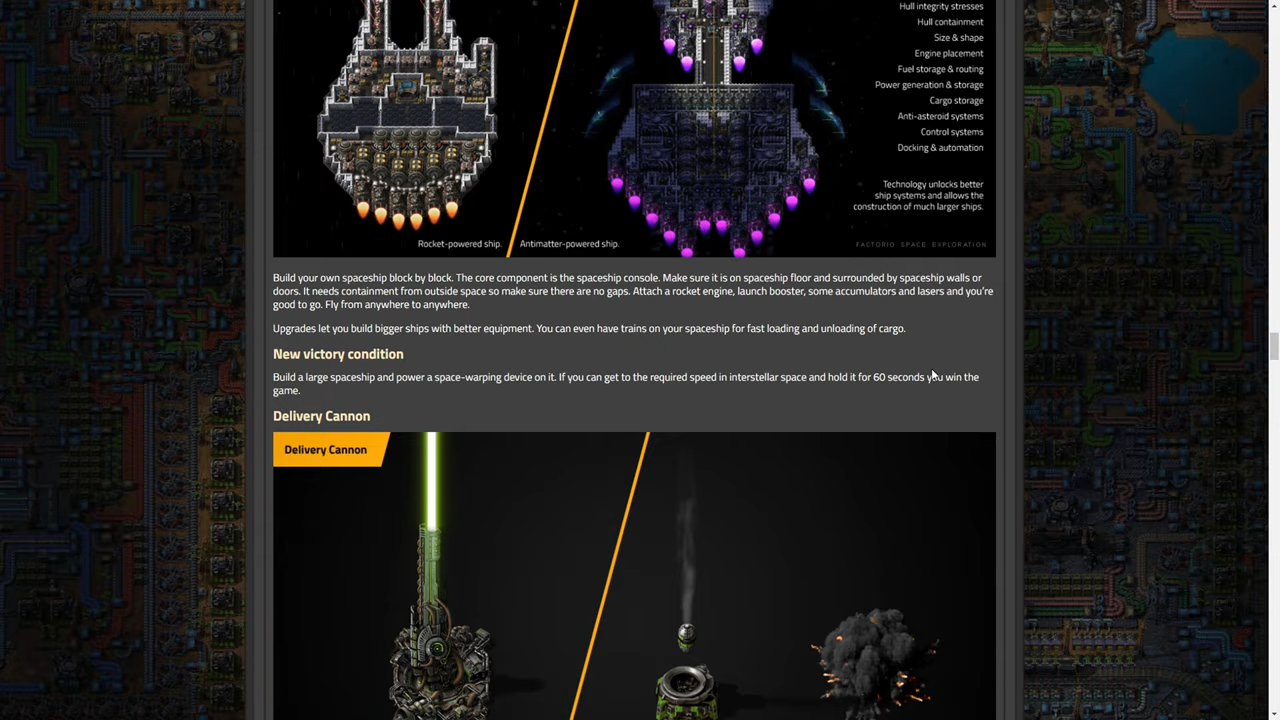 Hull integrity stresses
Hull containment
Size & shape
Engine placement
Fuel storage & routing
Power generation & storage
Cargo storage
Anti-asteroid systems
Control systems
Docking & automation
Technology unlocks better
ship systems and allows the
construction of much larger ships.
Rocket-powered ship.
Antimatter-powered ship.
FACTORIO SPACE EXPLORATION
Build your own spaceship block by block. The core component is the spaceship console. Make sure it is on spaceship floor and surrounded by spaceship walls or
doors. It needs containment from outside space so make sure there are no gaps. Attach a rocket engine, launch booster, some accumulators and lasers and you're
good to go. Fly from anywhere to anywhere.
Upgrades let you build bigger ships with better equipment. You can even have trains on your spaceship for fast loading and unloading of cargo.
New victory condition
Build a large spaceship and power a space-warping device on it. If you can get to the required speed in interstellar space and hold it for 60 seconds you win the
game.
Delivery Cannon
Delivery Cannon